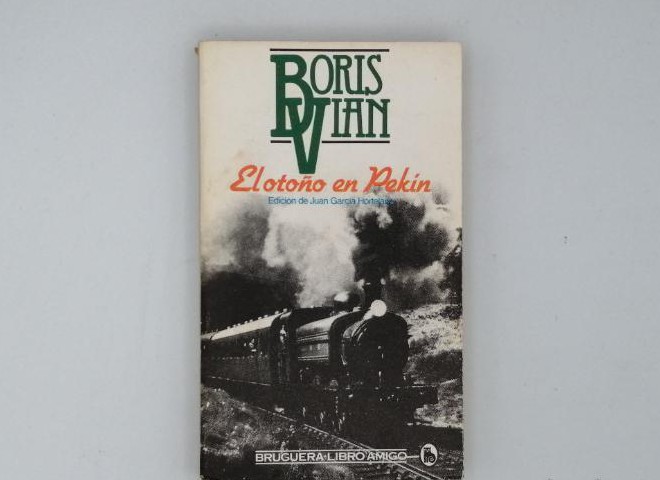 BORIS
VIAN
El otoño en Pekín
Edición de Juan García Hortelano
BRUGUERA-LIBRO AMIGO